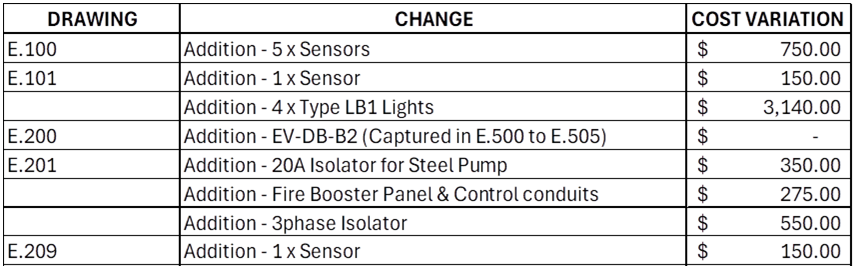 DRAWING CHANGE COST VARIATION
E.100 Addition - 5 x Sensors $ 750.00
E.101 Addition - 1 x Sensor $ 150.00
Addition - 4 x Type LB1 Lights $ 3,140.00
E.200 Addition - EV-DB-B2 (Captured in E.500 to E.505) $ -
E.201 Addition - 20A Isolator for Steel Pump $ 350.00
Addition - Fire Booster Panel & Control conduits $ 275.00
Addition - 3phase Isolator $ 550.00
E.209 Addition - 1 x Sensor $ 150.00